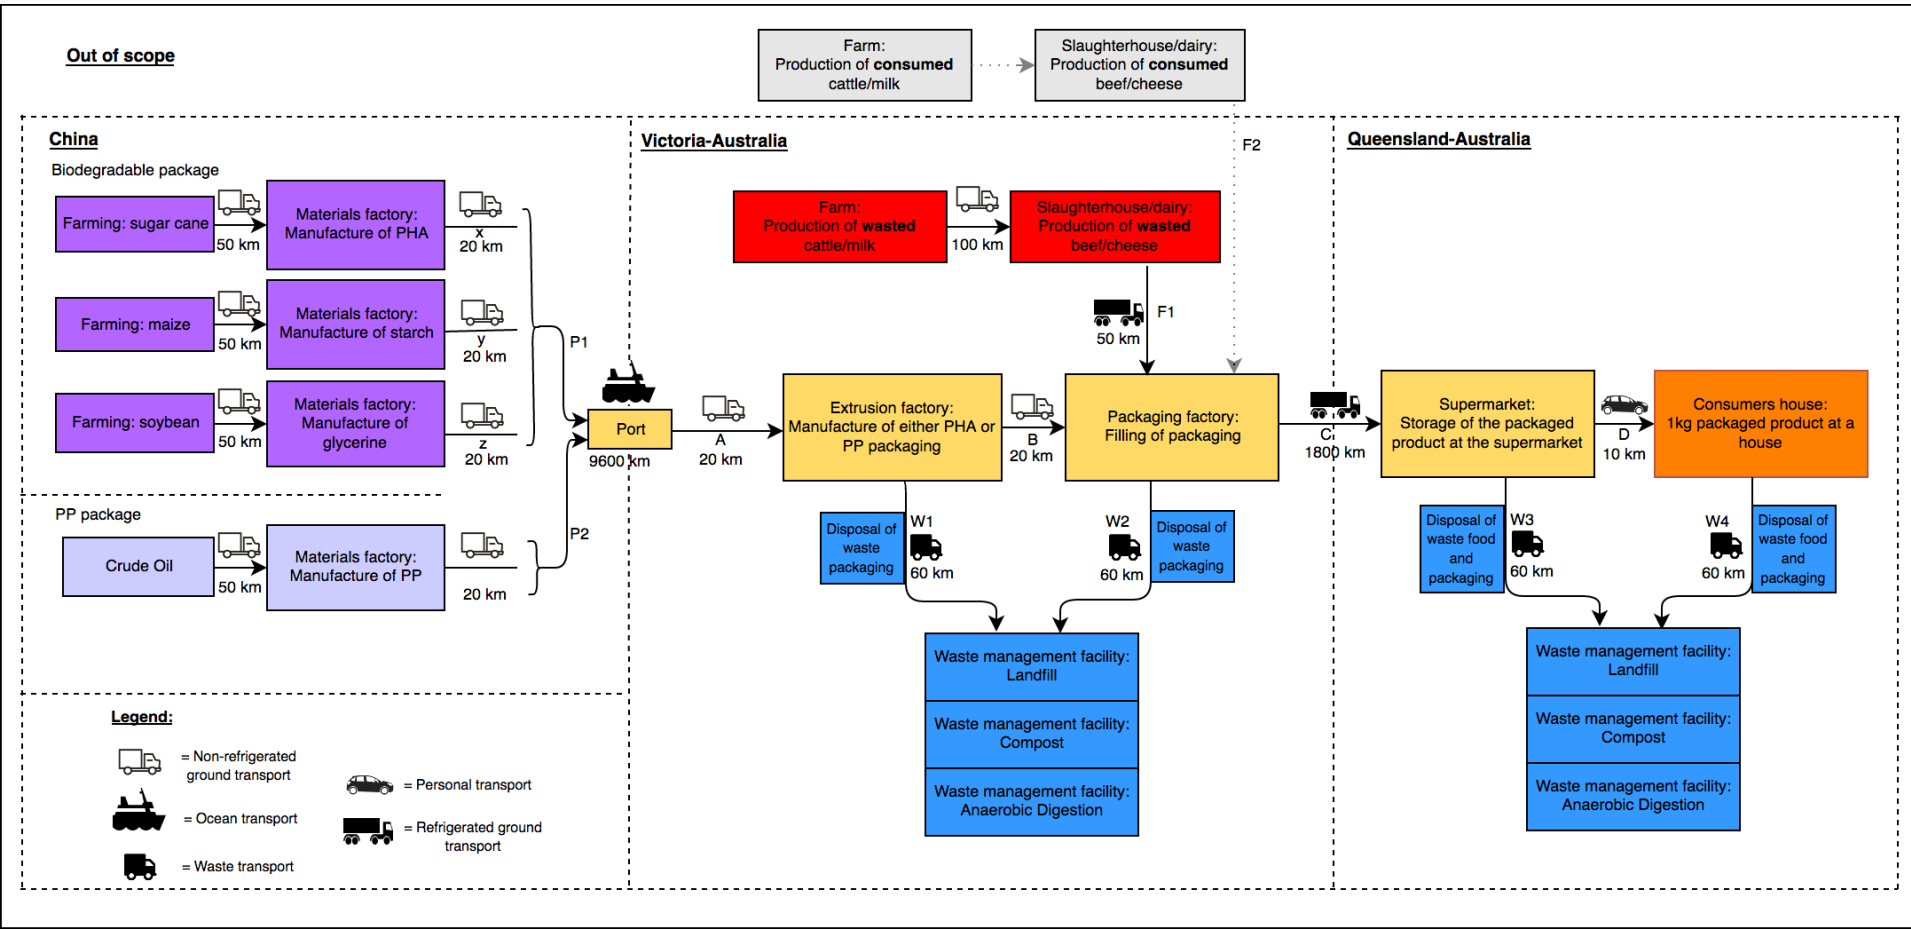 Out of scope
Farm:
Production of consumed
cattle/milk
Slaughterhouse/dairy:
Production of consumed
beef/cheese
F2
China
Biodegradable package
Farming: sugar cane
50 km
Materials factory:
Manufacture of PHA
x
20 km
Farming: maize
50 km
Materials factory:
Manufacture of starch
y
20 km
Farming: soybean
50 km
Materials factory:
Manufacture of
glycerine
z
20 km
P1
PP package
Crude Oil
50 km
Materials factory:
Manufacture of PP
20 km
P2
Port
9600 km
Victoria-Australia
Farm:
Production of wasted
cattle/milk
100 km
Slaughterhouse/dairy:
Production of wasted
beef/cheese
F1
50 km
A
20 km
Extrusion factory:
Manufacture of either PHA or
PP packaging
B
20 km
Packaging factory:
Filling of packaging
C
1800 km
Disposal of
waste
packaging
W1
60 km
W2
60 km
Disposal of
waste
packaging
Waste management facility:
Landfill
Waste management facility:
Compost
Waste management facility:
Anaerobic Digestion
Queensland-Australia
Supermarket:
Storage of the packaged
product at the supermarket
D
10 km
Consumers house:
1kg packaged product at a
house
Disposal of
waste food
and
packaging
W3
60 km
W4
60 km
Disposal of
waste food
and
packaging
Waste management facility:
Landfill
Waste management facility:
Compost
Waste management facility:
Anaerobic Digestion
Legend:
= Non-refrigerated
ground transport
= Ocean transport
= Waste transport
= Personal transport
= Refrigerated ground
transport